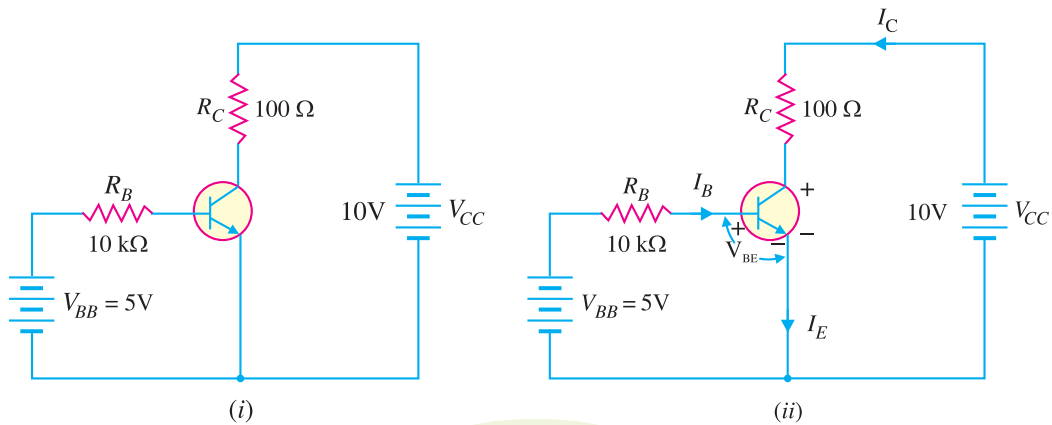 R_C 100 Ω
R_B
10 kΩ
10V V_CC
V_BB = 5V
(i)
I_C
R_C 100 Ω
R_B I_B +
10 kΩ + – –
V_BE
10V V_CC
V_BB = 5V
I_E
(ii)